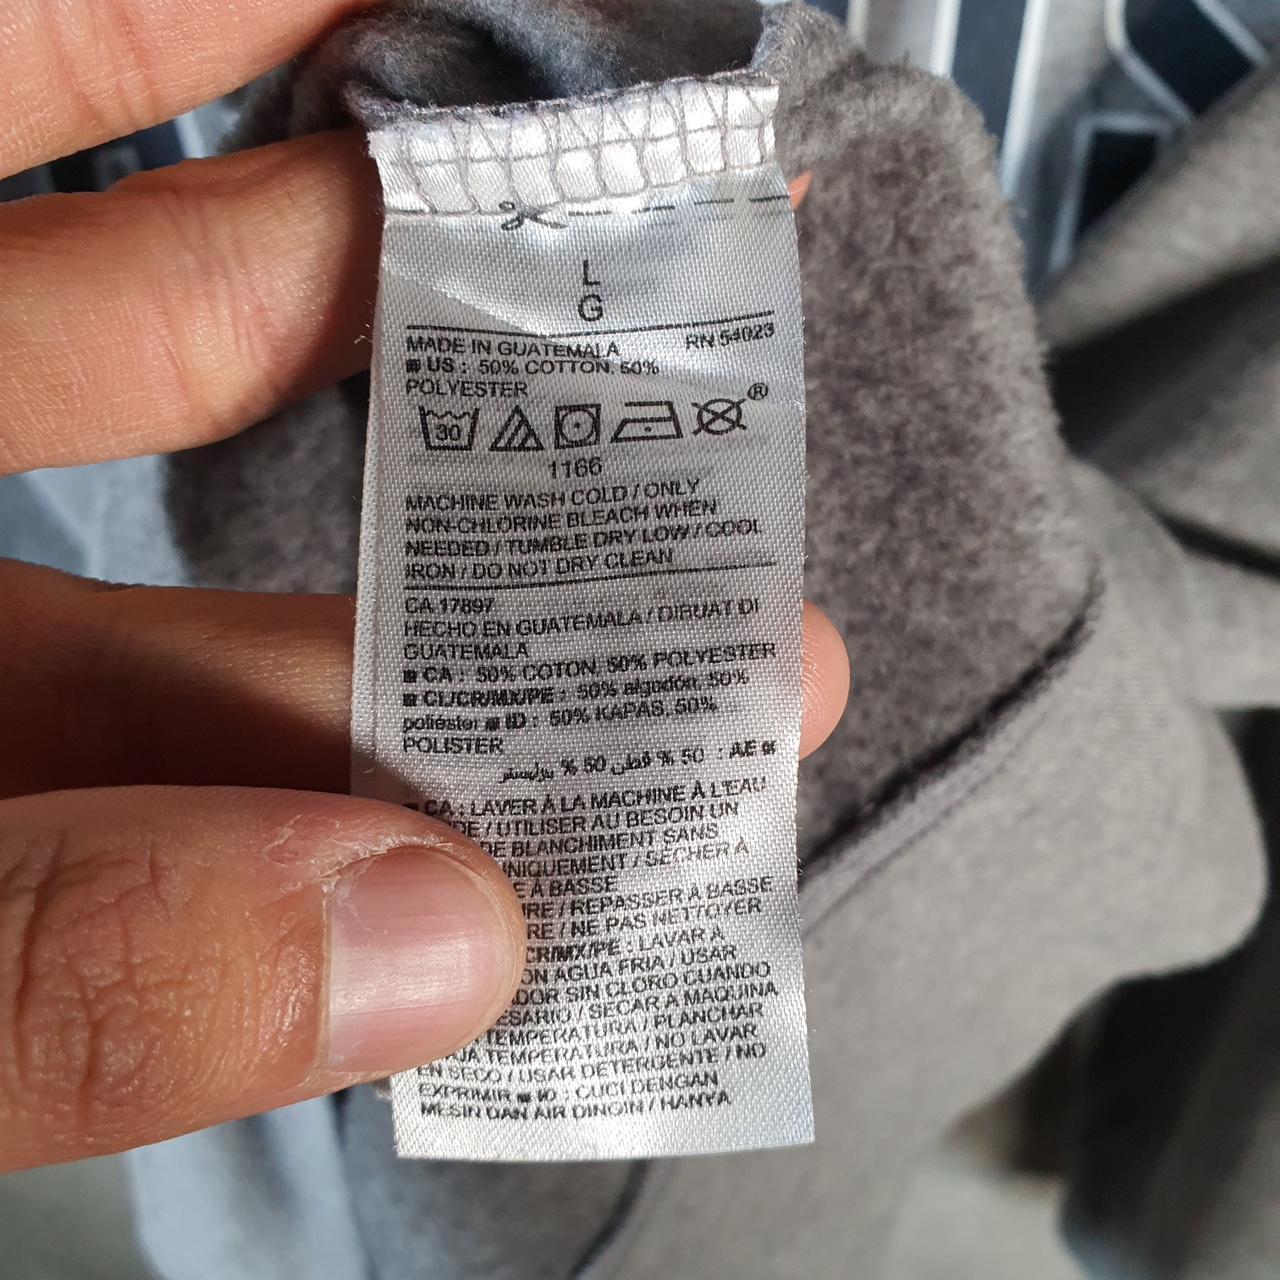 L
G
MADE IN GUATEMALA RN 54023
US : 50% COTTON, 50%
POLYESTER
30 ®
1166
MACHINE WASH COLD / ONLY
NON-CHLORINE BLEACH WHEN
NEEDED / TUMBLE DRY LOW / COOL
IRON / DO NOT DRY CLEAN
CA 17897
HECHO EN GUATEMALA / DIBUAT DI
GUATEMALA
CA : 50% COTON, 50% POLYESTER
CL/CR/MX/PE : 50% algodón, 50%
poliéster ID : 50% KAPAS, 50%
POLISTER
AE : 50 % قطن 50 % بوليستر
CA : LAVER À LA MACHINE À L'EAU
/ UTILISER AU BESOIN UN
DE BLANCHIMENT SANS
/ SÉCHER À
À BASSE
/ REPASSER À BASSE
/ NE PAS NETTOYER
CR/MX/PE : LAVAR A
AGUA FRIA / USAR
SIN CLORO CUANDO
/ SECAR A MAQUINA
TEMPERATURA / PLANCHAR
TEMPERATURA / NO LAVAR
EN SECO / USAR DETERGENTE / NO
EXPRIMIR ID : CUCI DENGAN
MESIN DAN AIR DINGIN / HANYA